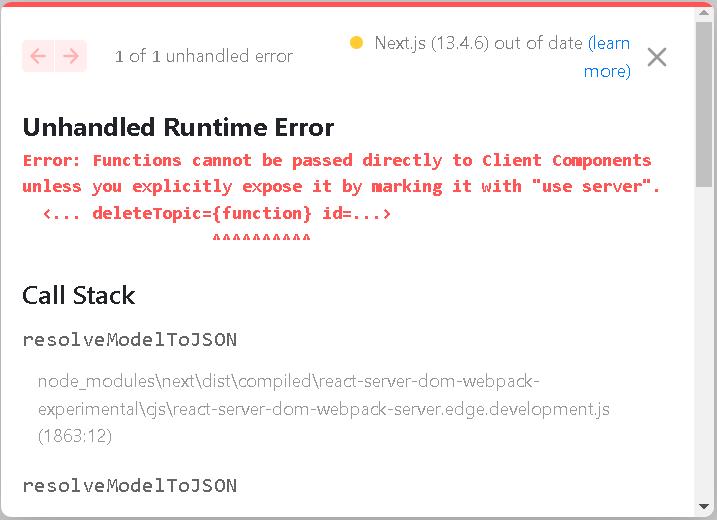 1 of 1 unhandled error
Next.js (13.4.6) out of date (learn
more)
Unhandled Runtime Error
Error: Functions cannot be passed directly to Client Components
unless you explicitly expose it by marking it with "use server".
<... deleteTopic={function} id=...>
^^^^^^^^^^
Call Stack
resolveModelToJSON
node_modules\next\dist\compiled\react-server-dom-webpack-
experimental\cjs\react-server-dom-webpack-server.edge.development.js
(1863:12)
resolveModelToJSON